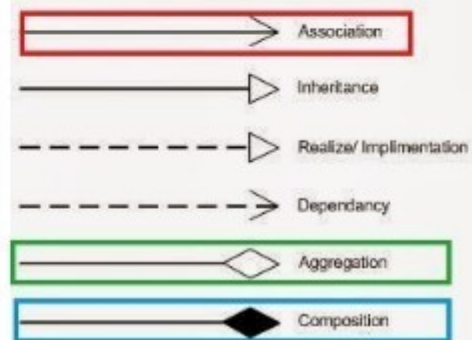 Association
Inheritance
Realize/ Implimentation
Dependancy
Aggregation
Composition